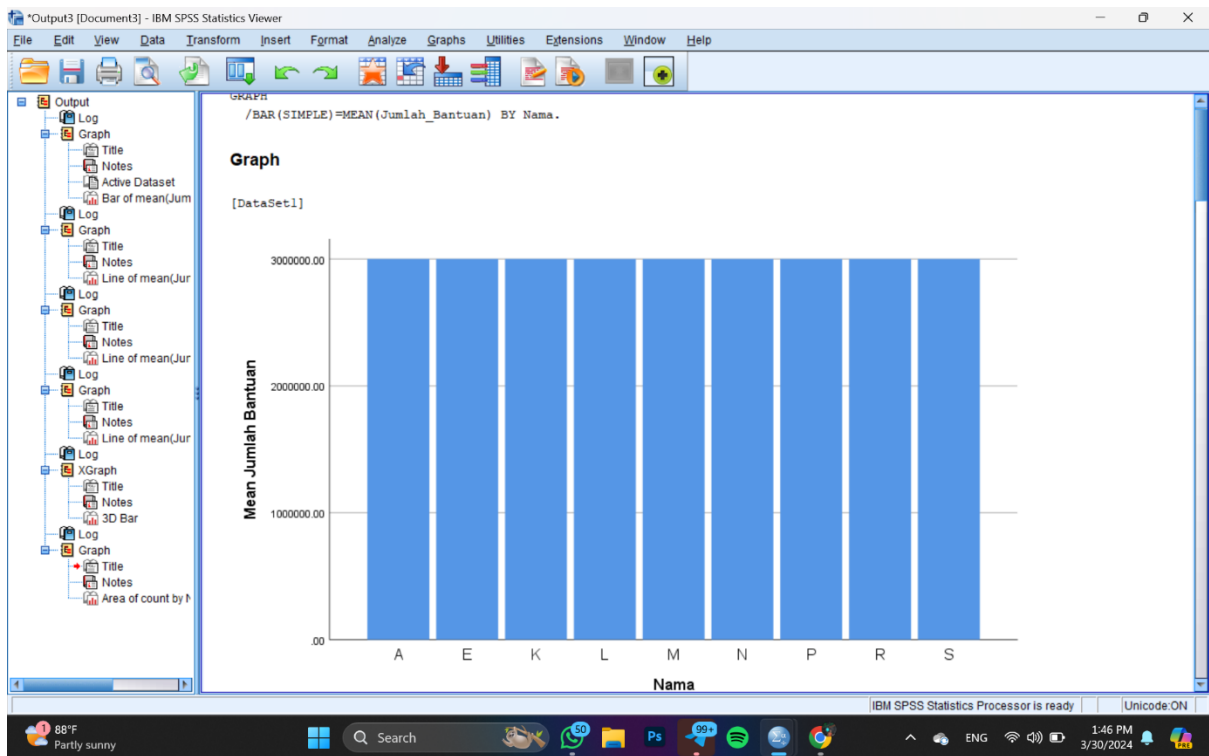 *Output3 [Document3] - IBM SPSS Statistics Viewer
File Edit View Data Transform Insert Format Analyze Graphs Utilities Extensions Window Help
Output
Log
Graph
Title
Notes
Active Dataset
Bar of mean(Jum
Log
Graph
Title
Notes
Line of mean(Jur
Log
Graph
Title
Notes
Line of mean(Jur
Log
Graph
Title
Notes
Line of mean(Jur
Log
XGraph
Title
Notes
3D Bar
Log
Graph
Title
Notes
Area of count by N
GRAPH
/BAR(SIMPLE)=MEAN(Jumlah_Bantuan) BY Nama.
Graph
[DataSet1]
Mean Jumlah Bantuan
3000000.00
2000000.00
1000000.00
.00
A E K L M N P R S
Nama
IBM SPSS Statistics Processor is ready Unicode:ON
1
88°F
Partly sunny
Search
50
Ps
99+
ENG
1:46 PM
3/30/2024
PRE